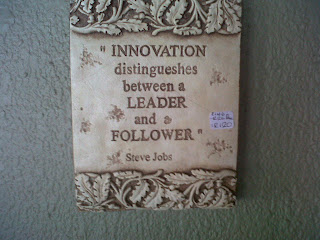 " INNOVATION
distingueshes
between a
LEADER
and a
FOLLOWER "
Steve Jobs